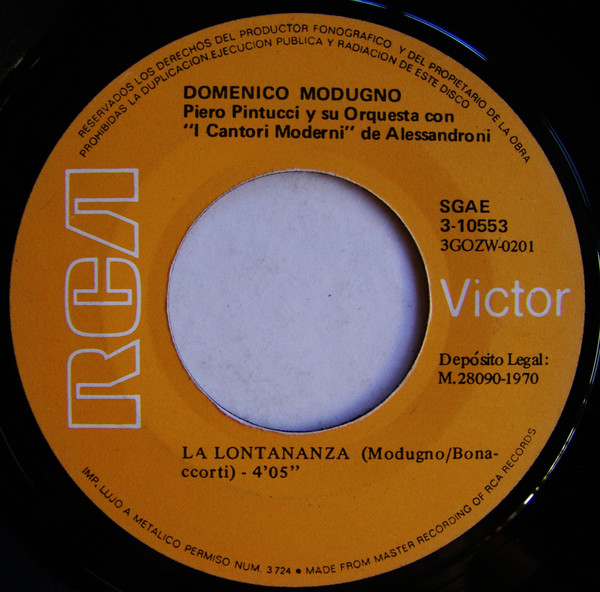 RESERVADOS LOS DERECHOS DEL PRODUCTOR FONOGRAFICO Y DEL PROPIETARIO DE LA OBRA
PROHIBIDAS LA DUPLICACION.EJECUCION PUBLICA Y RADIACION DE ESTE DISCO
DOMENICO MODUGNO
Piero Pintucci y su Orquesta con
"I Cantori Moderni" de Alessandroni
RCA
SGAE
3-10553
3GOZW-0201
Victor
Depósito Legal:
M.28090-1970
LA LONTANANZA (Modugno/Bona-
ccorti) - 4'05"
IMP. LUJO A METALICO PERMISO NUM. 3724 • MADE FROM MASTER RECORDING OF RCA RECORDS